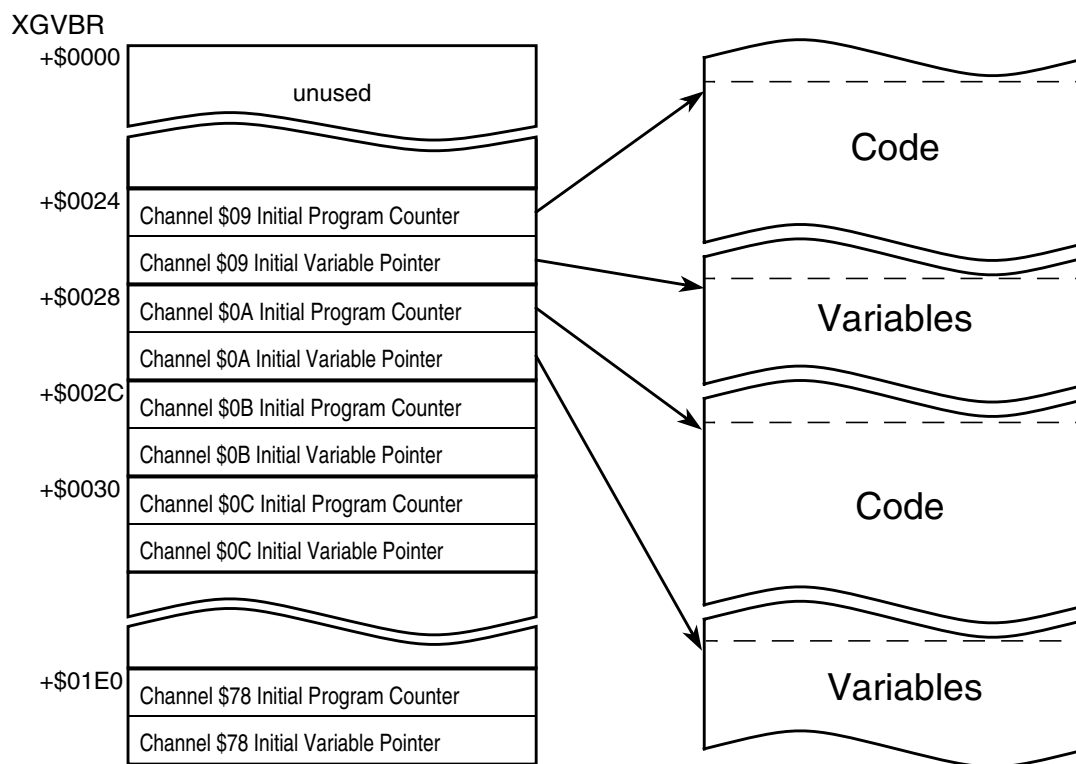 XGVBR
+$0000
unused
+$0024
Channel $09 Initial Program Counter
Channel $09 Initial Variable Pointer
+$0028
Channel $0A Initial Program Counter
Channel $0A Initial Variable Pointer
+$002C
Channel $0B Initial Program Counter
Channel $0B Initial Variable Pointer
+$0030
Channel $0C Initial Program Counter
Channel $0C Initial Variable Pointer
+$01E0
Channel $78 Initial Program Counter
Channel $78 Initial Variable Pointer
Code
Variables
Code
Variables